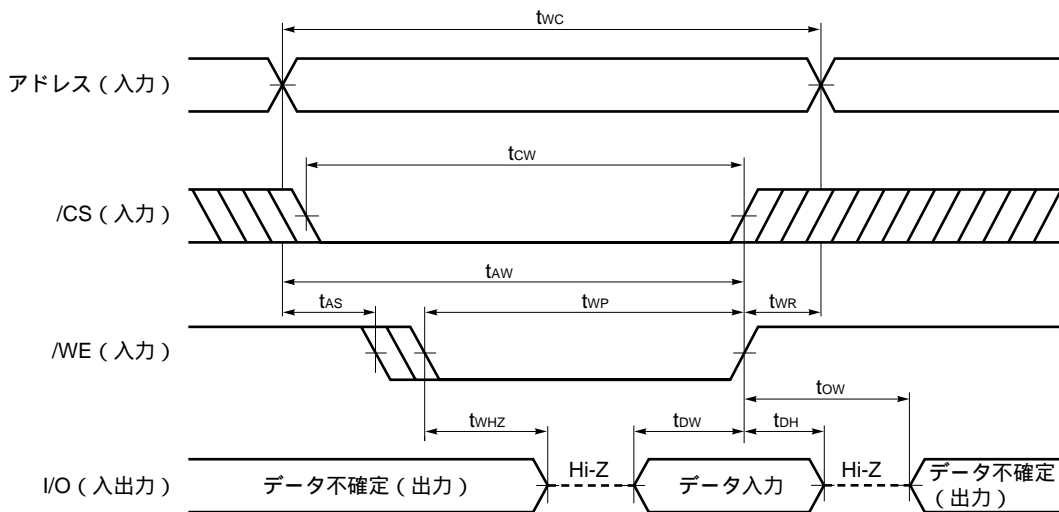 tWC
アドレス（入力）
tCW
/CS（入力）
tAW
tAS
tWP
tWR
/WE（入力）
tOW
tWHZ
tDW
tDH
I/O（入出力）
データ不確定（出力）
Hi-Z
データ入力
Hi-Z
データ不確定
（出力）